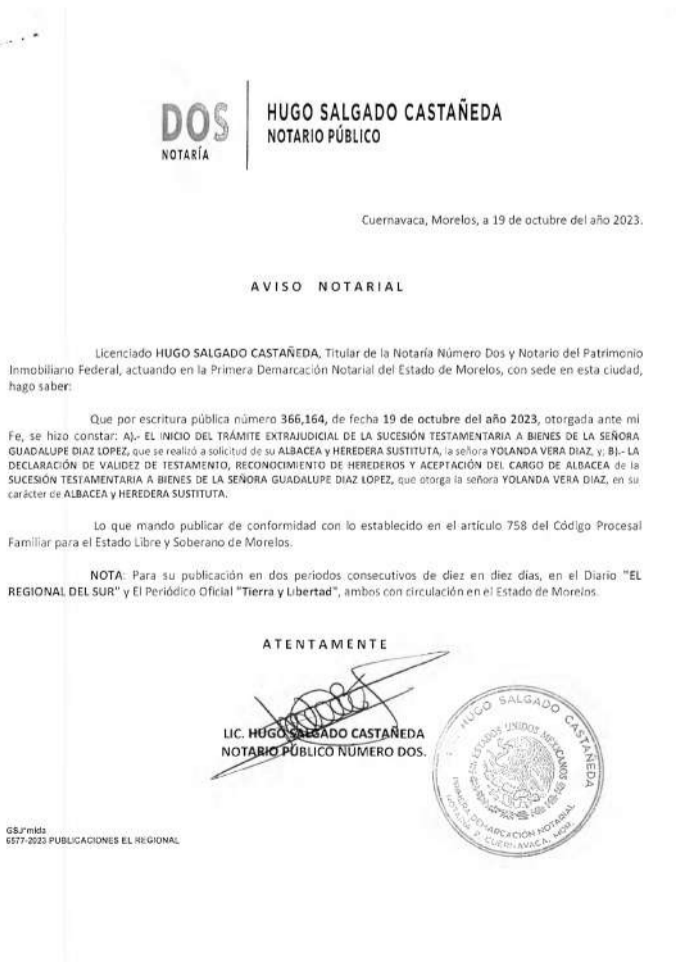 DOS
NOTARÍA
HUGO SALGADO CASTAÑEDA
NOTARIO PÚBLICO
Cuernavaca, Morelos, a 19 de octubre del año 2023.
AVISO NOTARIAL
Licenciado HUGO SALGADO CASTAÑEDA, Titular de la Notaría Número Dos y Notario del Patrimonio
Inmobiliario Federal, actuando en la Primera Demarcación Notarial del Estado de Morelos, con sede en esta ciudad,
hago saber:
Que por escritura pública número 366,164, de fecha 19 de octubre del año 2023, otorgada ante mi
Fe, se hizo constar: A).- EL INICIO DEL TRÁMITE EXTRAJUDICIAL DE LA SUCESIÓN TESTAMENTARIA A BIENES DE LA SEÑORA
GUADALUPE DIAZ LOPEZ, que se realizó a solicitud de su ALBACEA y HEREDERA SUSTITUTA, la señora YOLANDA VERA DIAZ, y; B).- LA
DECLARACIÓN DE VALIDEZ DE TESTAMENTO, RECONOCIMIENTO DE HEREDEROS Y ACEPTACIÓN DEL CARGO DE ALBACEA de la
SUCESIÓN TESTAMENTARIA A BIENES DE LA SEÑORA GUADALUPE DIAZ LOPEZ, que otorga la señora YOLANDA VERA DIAZ, en su
carácter de ALBACEA y HEREDERA SUSTITUTA.
Lo que mando publicar de conformidad con lo establecido en el artículo 758 del Código Procesal
Familiar para el Estado Libre y Soberano de Morelos.
NOTA: Para su publicación en dos periodos consecutivos de diez en diez días, en el Diario "EL
REGIONAL DEL SUR" y El Periódico Oficial "Tierra y Libertad", ambos con circulación en el Estado de Morelos.
ATENTAMENTE
LIC. HUGO SALGADO CASTAÑEDA
NOTARIO PÚBLICO NÚMERO DOS.
HUGO SALGADO CASTAÑEDA
ESTADOS UNIDOS MEXICANOS
PRIMERA DEMARCACIÓN NOTARIAL
NOTARIA 2 CUERNAVACA, MOR.
GSJ*mlda
6577-2023 PUBLICACIONES EL REGIONAL